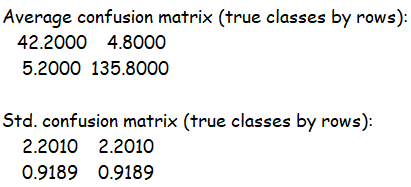 Average confusion matrix (true classes by rows):
42.2000 4.8000
5.2000 135.8000
Std. confusion matrix (true classes by rows):
2.2010 2.2010
0.9189 0.9189